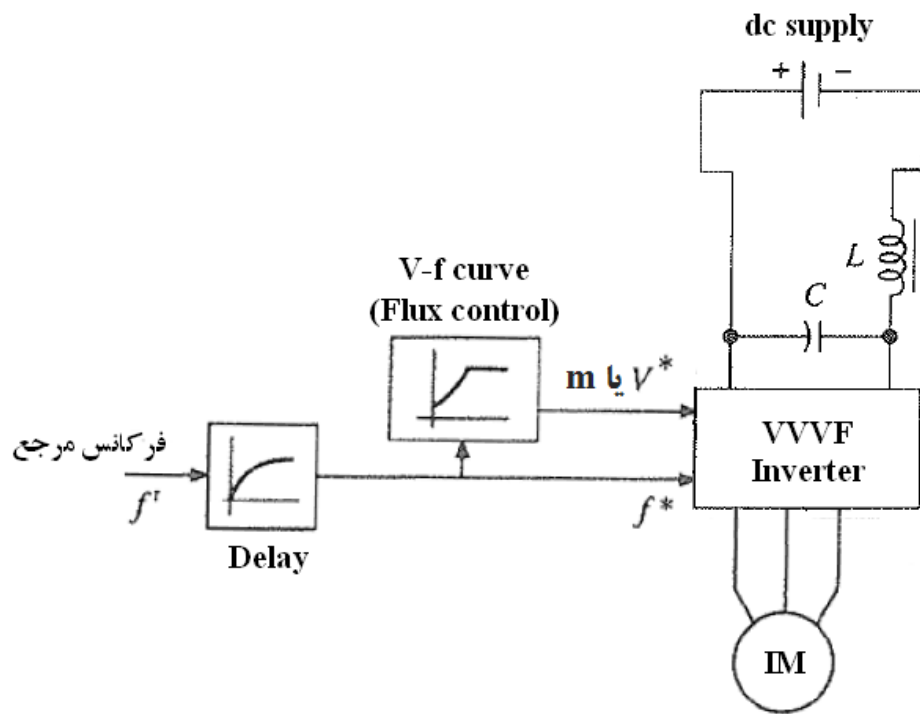 dc supply
+ −
L
C
V-f curve
(Flux control)
m یا V*
VVVF
Inverter
فرکانس مرجع
f^r
f*
Delay
IM